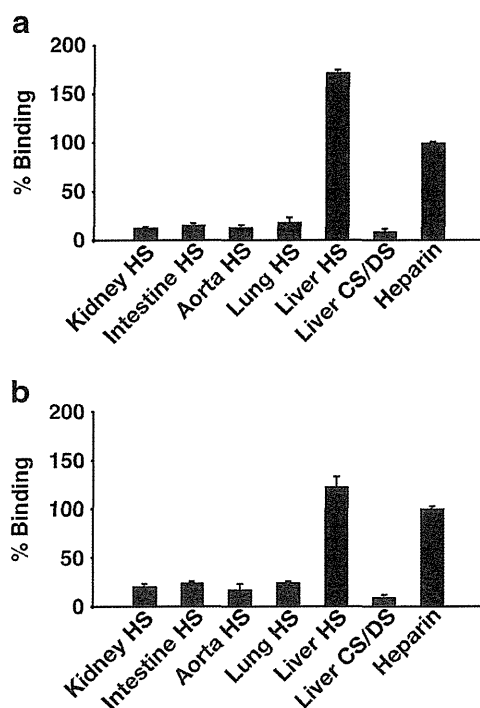 a
200
150
100
50
0
% Binding
Kidney HS
Intestine HS
Aorta HS
Lung HS
Liver HS
Liver CS/DS
Heparin
b
200
150
100
50
0
% Binding
Kidney HS
Intestine HS
Aorta HS
Lung HS
Liver HS
Liver CS/DS
Heparin